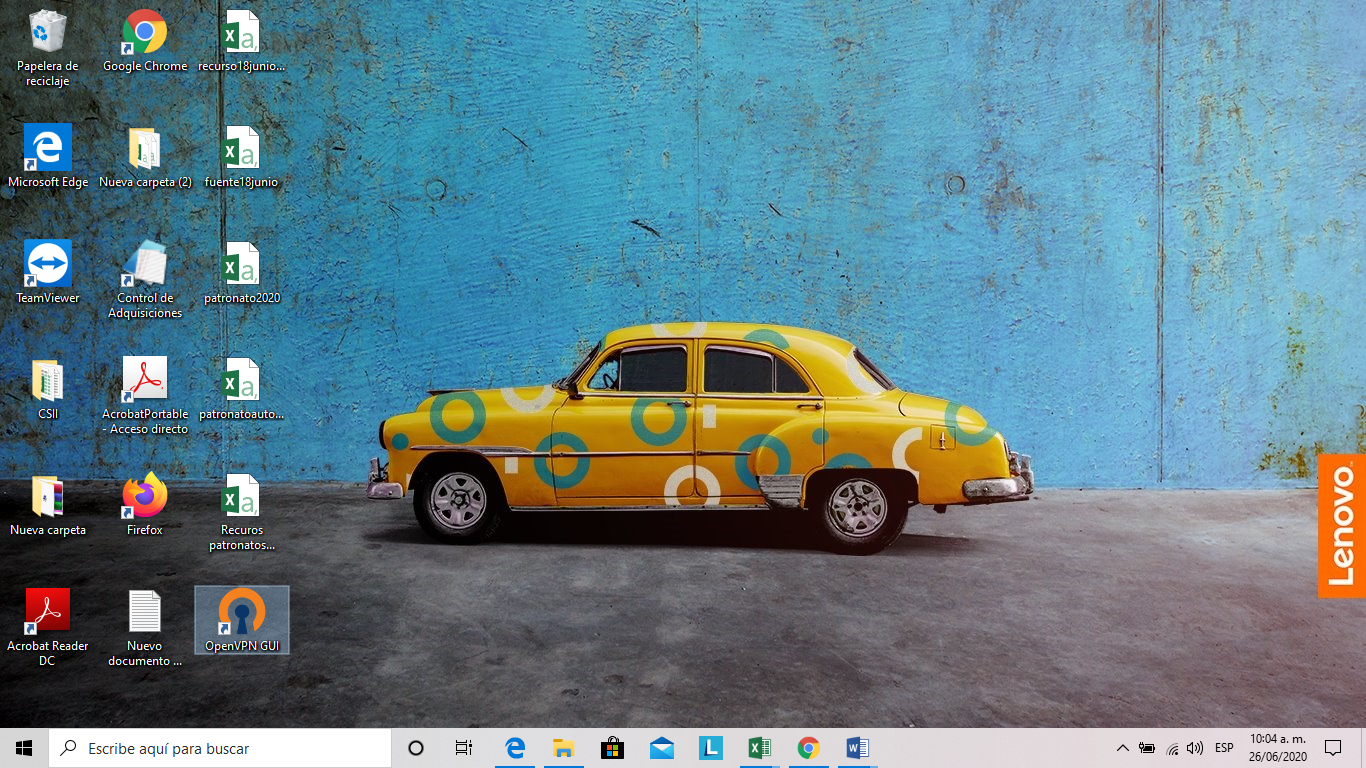 Papelera de
reciclaje
Google Chrome
recurso18junio...
Microsoft Edge
Nueva carpeta (2)
fuente18junio
TeamViewer
Control de
Adquisiciones
patronato2020
CSII
AcrobatPortable
- Acceso directo
patronatoauto...
Nueva carpeta
Firefox
Recuros
patronatos...
Acrobat Reader
DC
Nuevo
documento ...
OpenVPN GUI
Lenovo
Escribe aquí para buscar
ESP
10:04 a. m.
26/06/2020